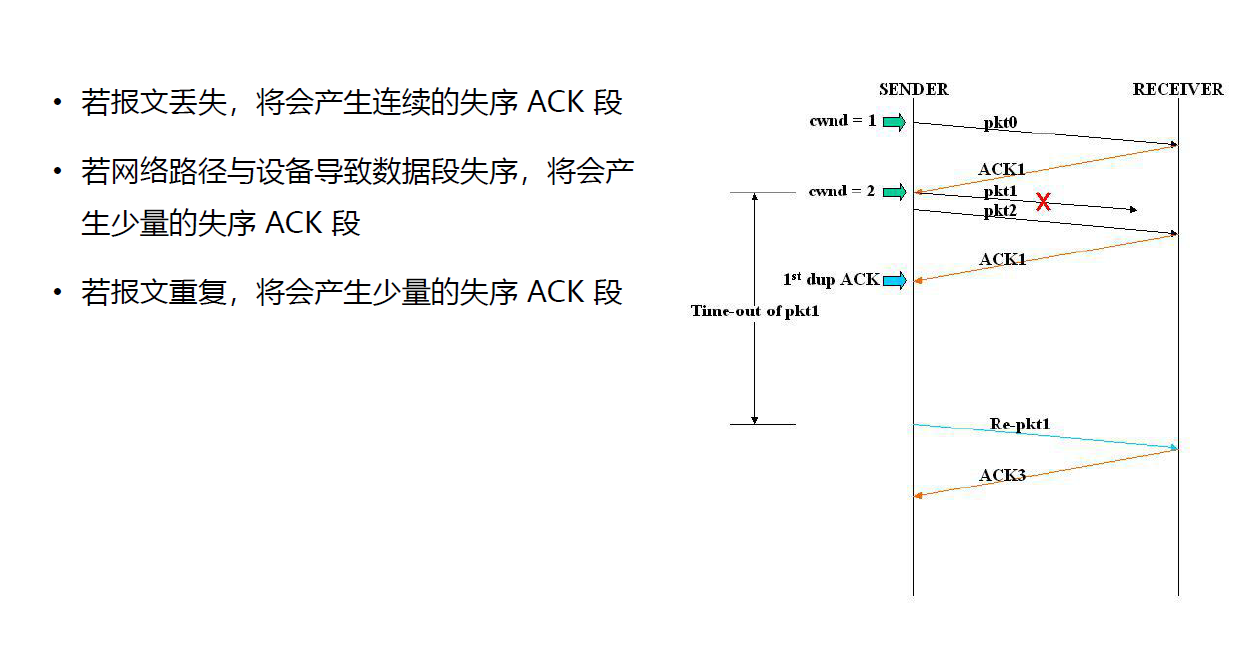 • 若报文丢失，将会产生连续的失序 ACK 段
• 若网络路径与设备导致数据段失序，将会产
生少量的失序 ACK 段
• 若报文重复，将会产生少量的失序 ACK 段
SENDER
RECEIVER
cwnd = 1
pkt0
ACK1
cwnd = 2
pkt1
X
pkt2
ACK1
1st dup ACK
Time-out of pkt1
Re-pkt1
ACK3